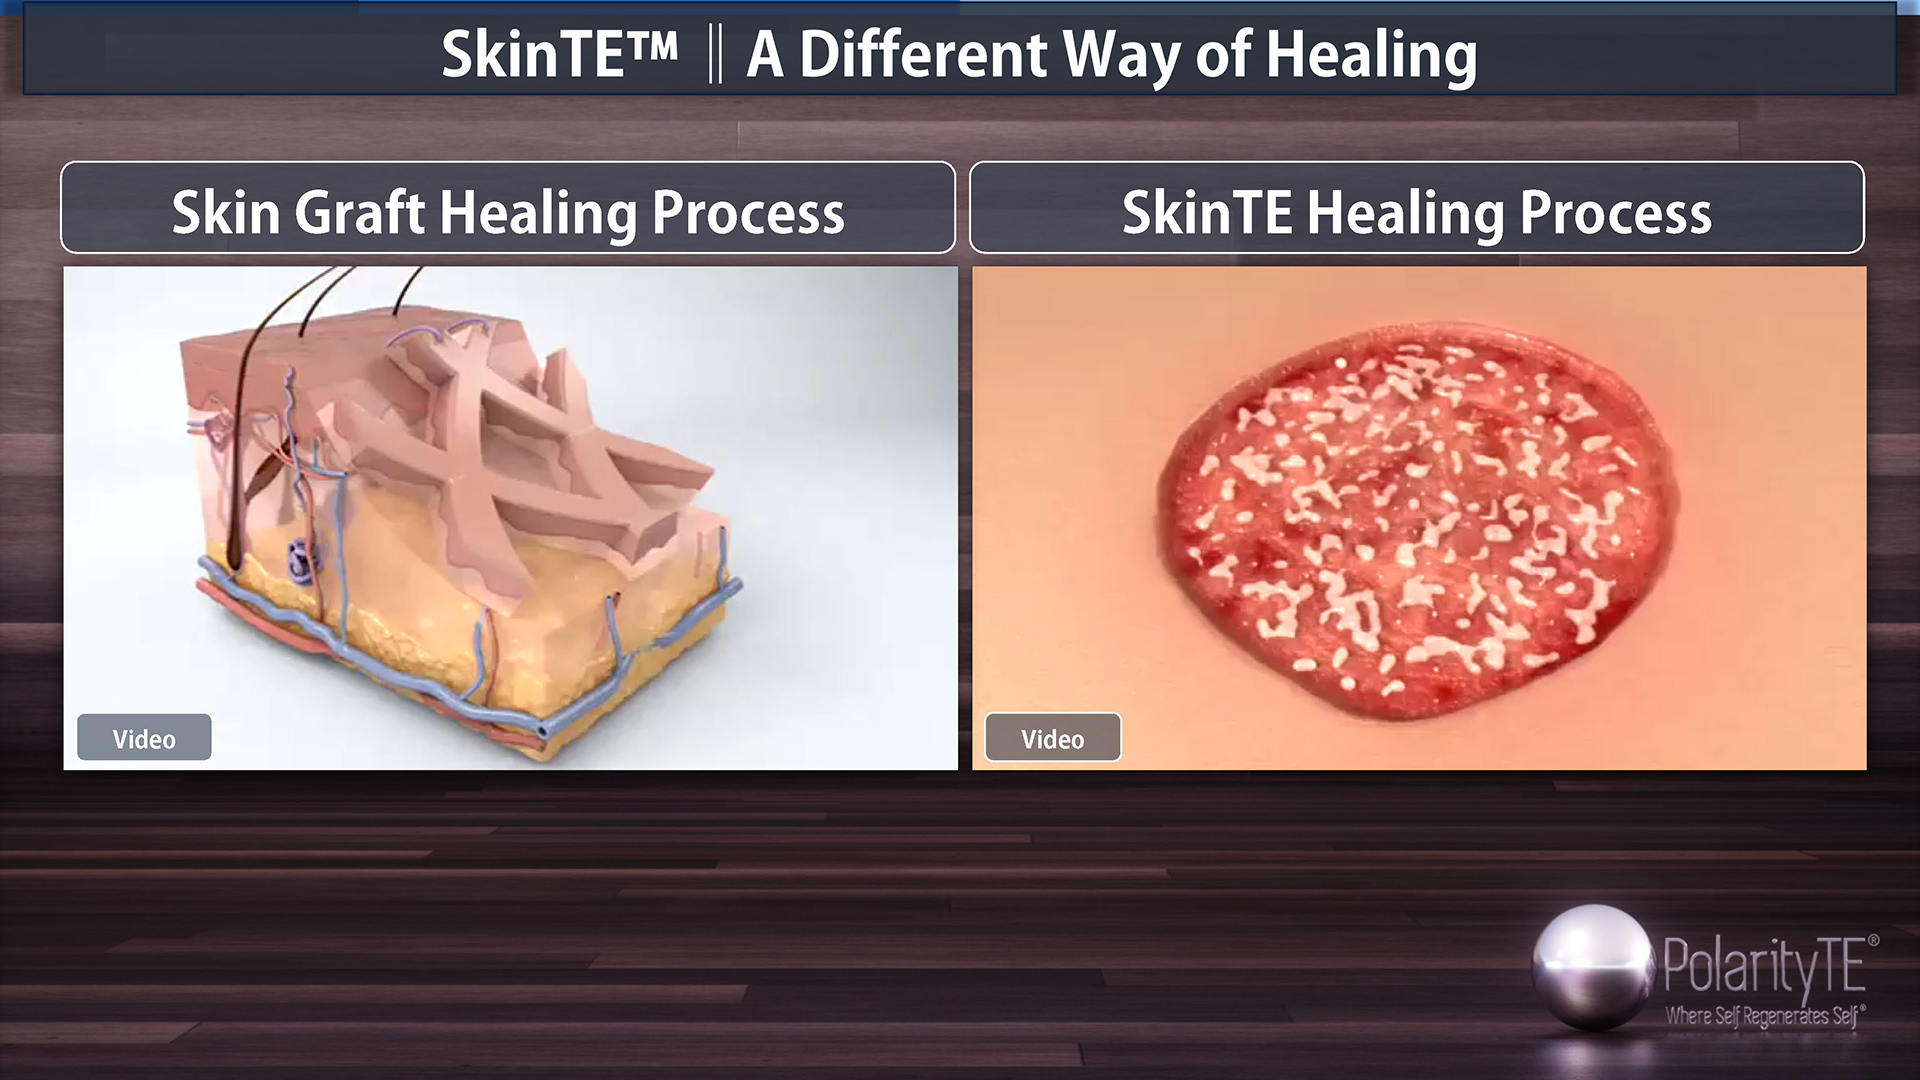 SkinTE™ || A Different Way of Healing
Skin Graft Healing Process
SkinTE Healing Process
Video
Video
PolarityTE®
Where Self Regenerates Self®